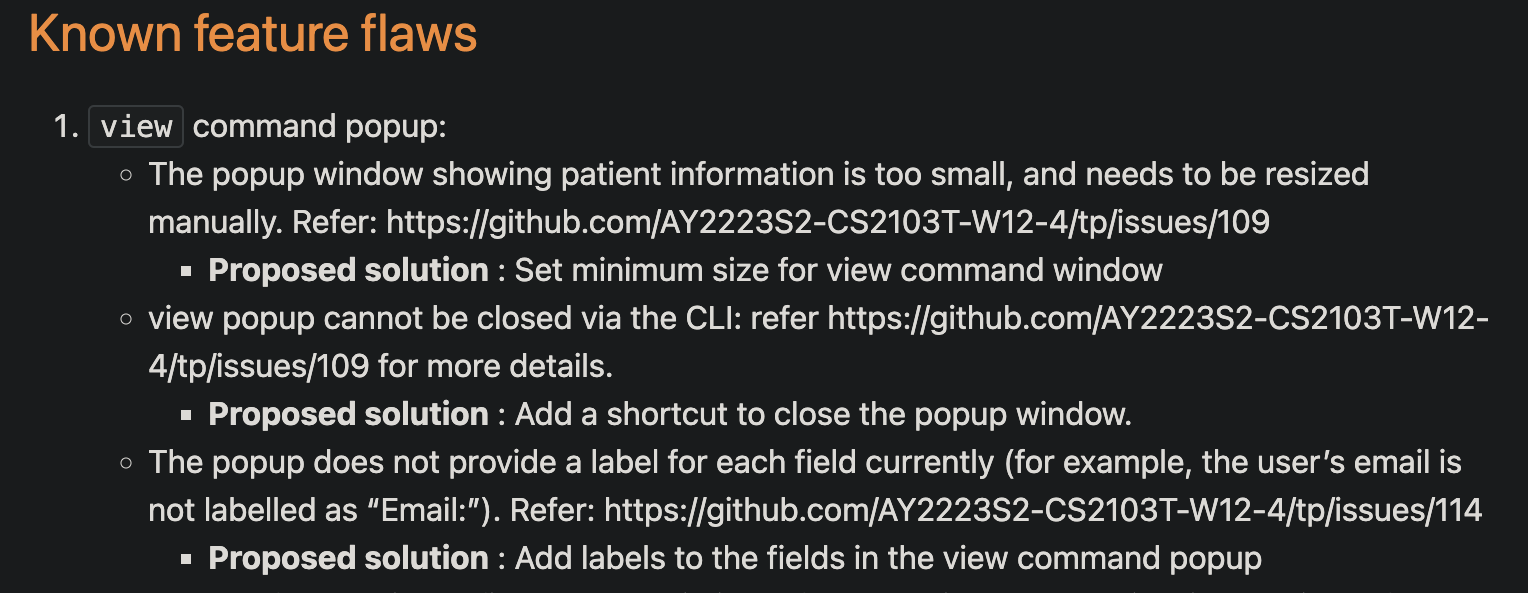 Known feature flaws
1. view command popup:
○ The popup window showing patient information is too small, and needs to be resized
manually. Refer: https://github.com/AY2223S2-CS2103T-W12-4/tp/issues/109
▪ Proposed solution : Set minimum size for view command window
○ view popup cannot be closed via the CLI: refer https://github.com/AY2223S2-CS2103T-W12-
4/tp/issues/109 for more details.
▪ Proposed solution : Add a shortcut to close the popup window.
○ The popup does not provide a label for each field currently (for example, the user’s email is
not labelled as “Email:”). Refer: https://github.com/AY2223S2-CS2103T-W12-4/tp/issues/114
▪ Proposed solution : Add labels to the fields in the view command popup